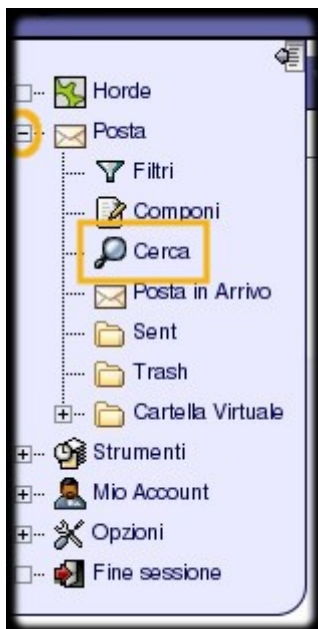 Horde
Posta
Filtri
Componi
Cerca
Posta in Arrivo
Sent
Trash
Cartella Virtuale
Strumenti
Mio Account
Opzioni
Fine sessione